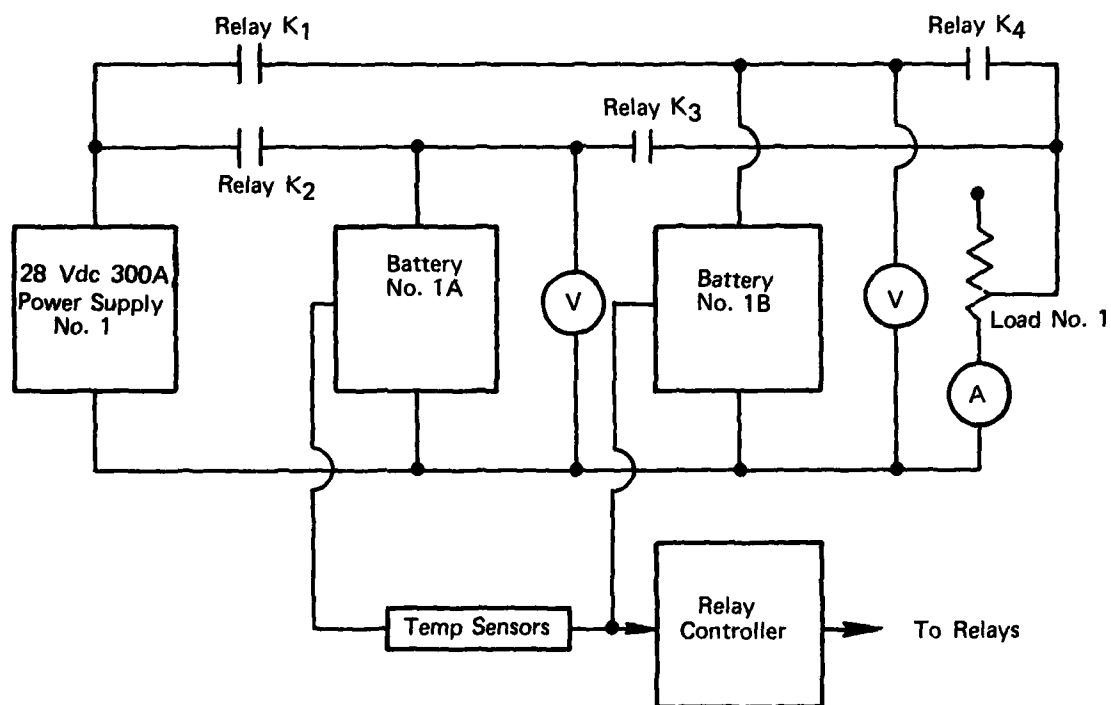 Relay K1
Relay K4
Relay K3
Relay K2
28 Vdc 300A
Power Supply
No. 1
Battery
No. 1A
V
Battery
No. 1B
V
Load No. 1
A
Temp Sensors
Relay
Controller
To Relays